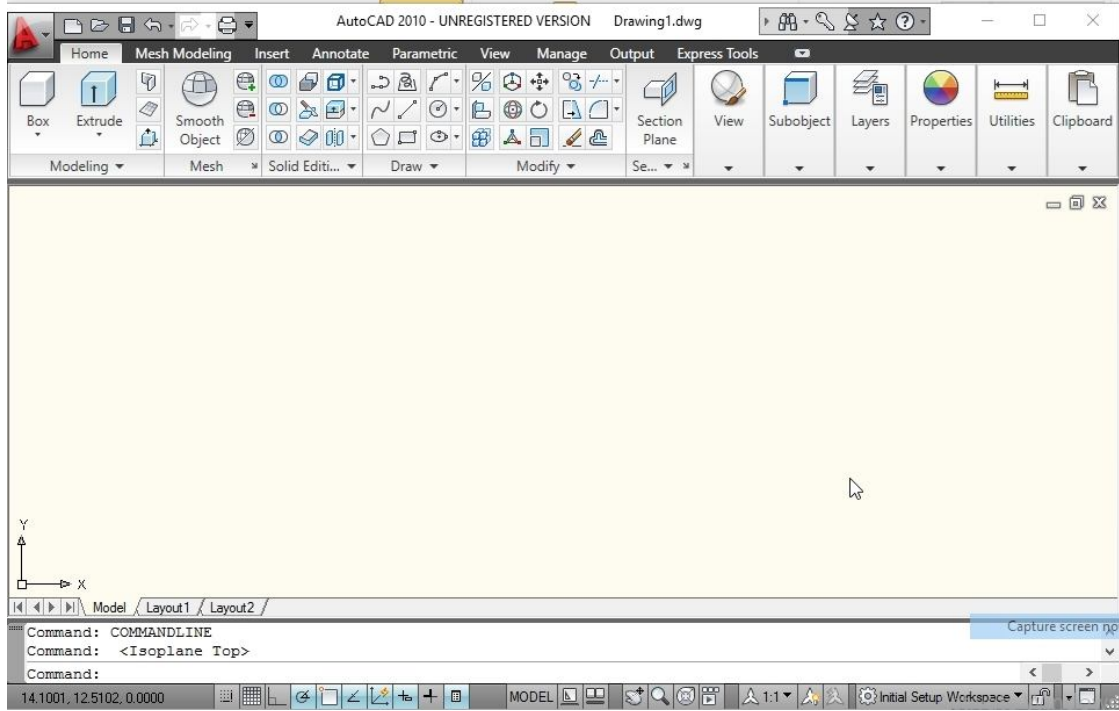 AutoCAD 2010 - UNREGISTERED VERSION Drawing1.dwg
Home Mesh Modeling Insert Annotate Parametric View Manage Output Express Tools
Box Extrude Smooth Object Section Plane View Subobject Layers Properties Utilities Clipboard
Modeling Mesh Solid Editi... Draw Modify Se...
Y
X
Model Layout1 Layout2
Capture screen no
Command: COMMANDLINE
Command: <Isoplane Top>
Command:
14.1001, 12.5102, 0.0000 MODEL 1:1 Initial Setup Workspace